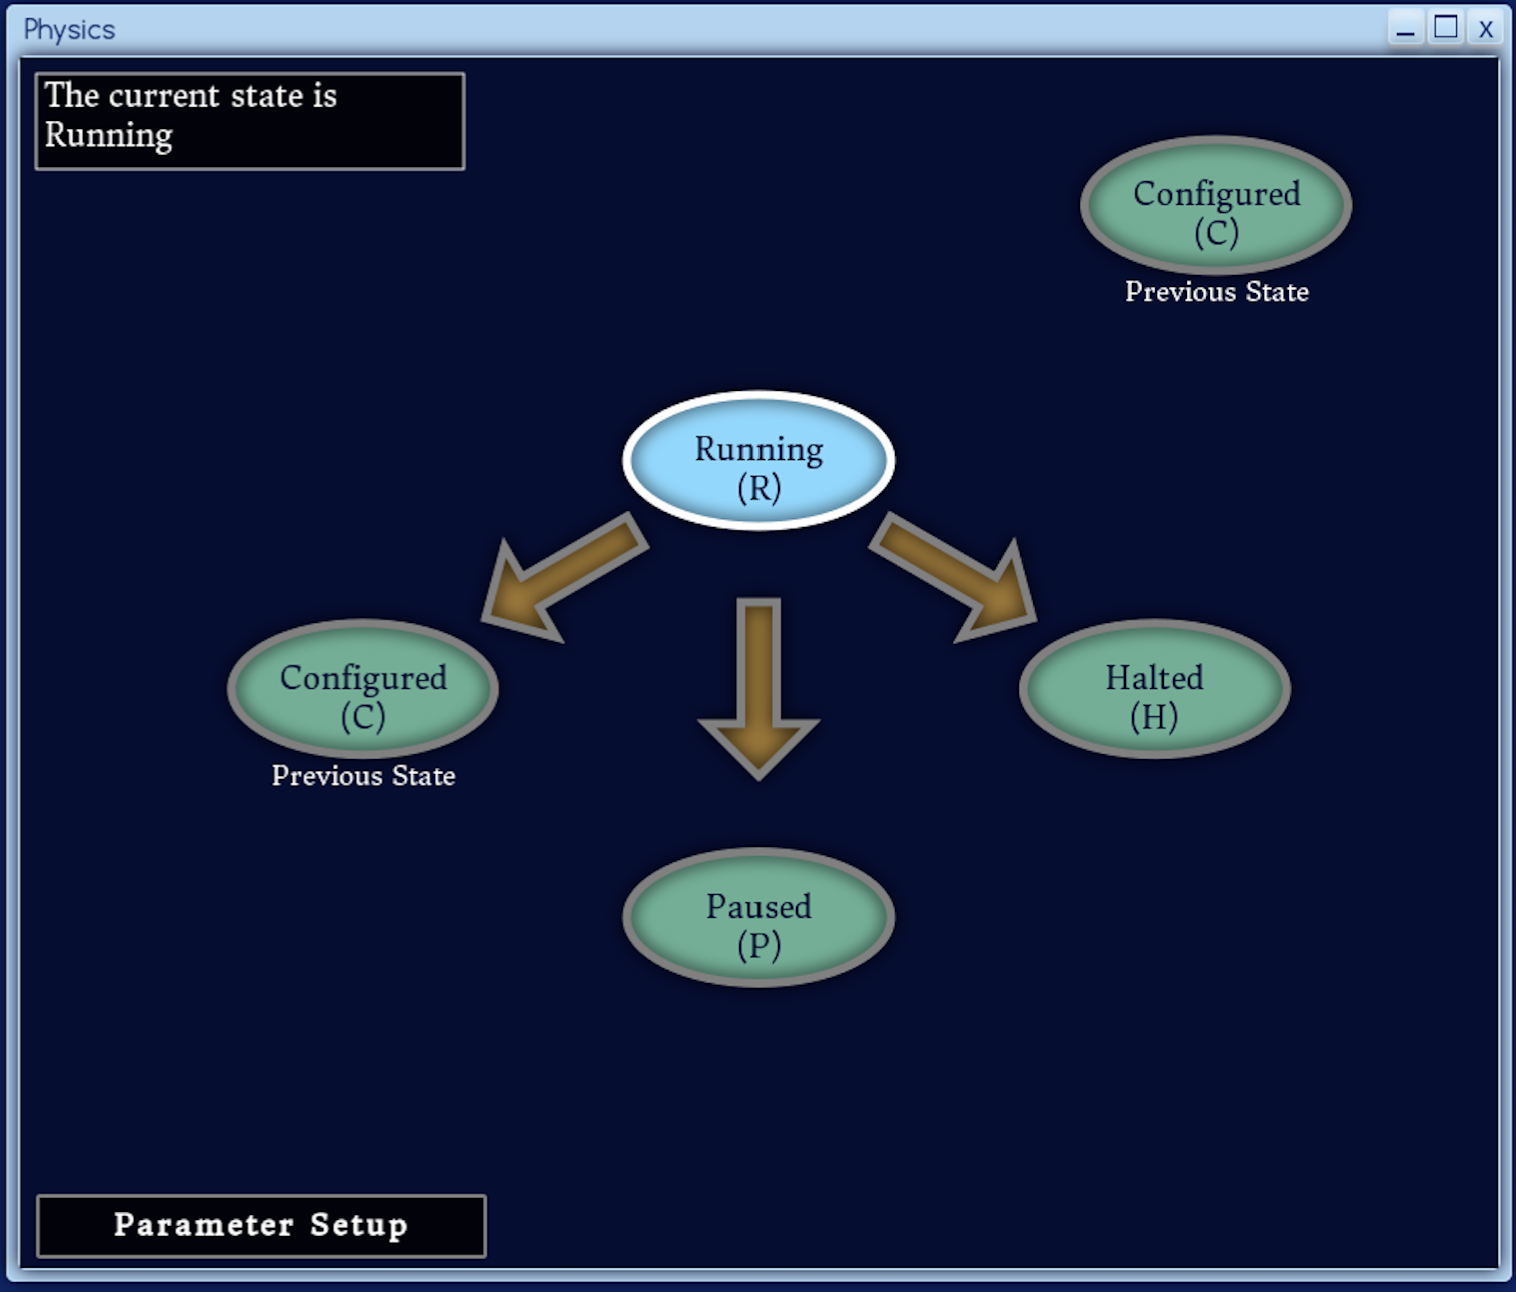 Physics
The current state is
Running
Configured
(C)
Previous State
Running
(R)
Configured
(C)
Previous State
Halted
(H)
Paused
(P)
Parameter Setup